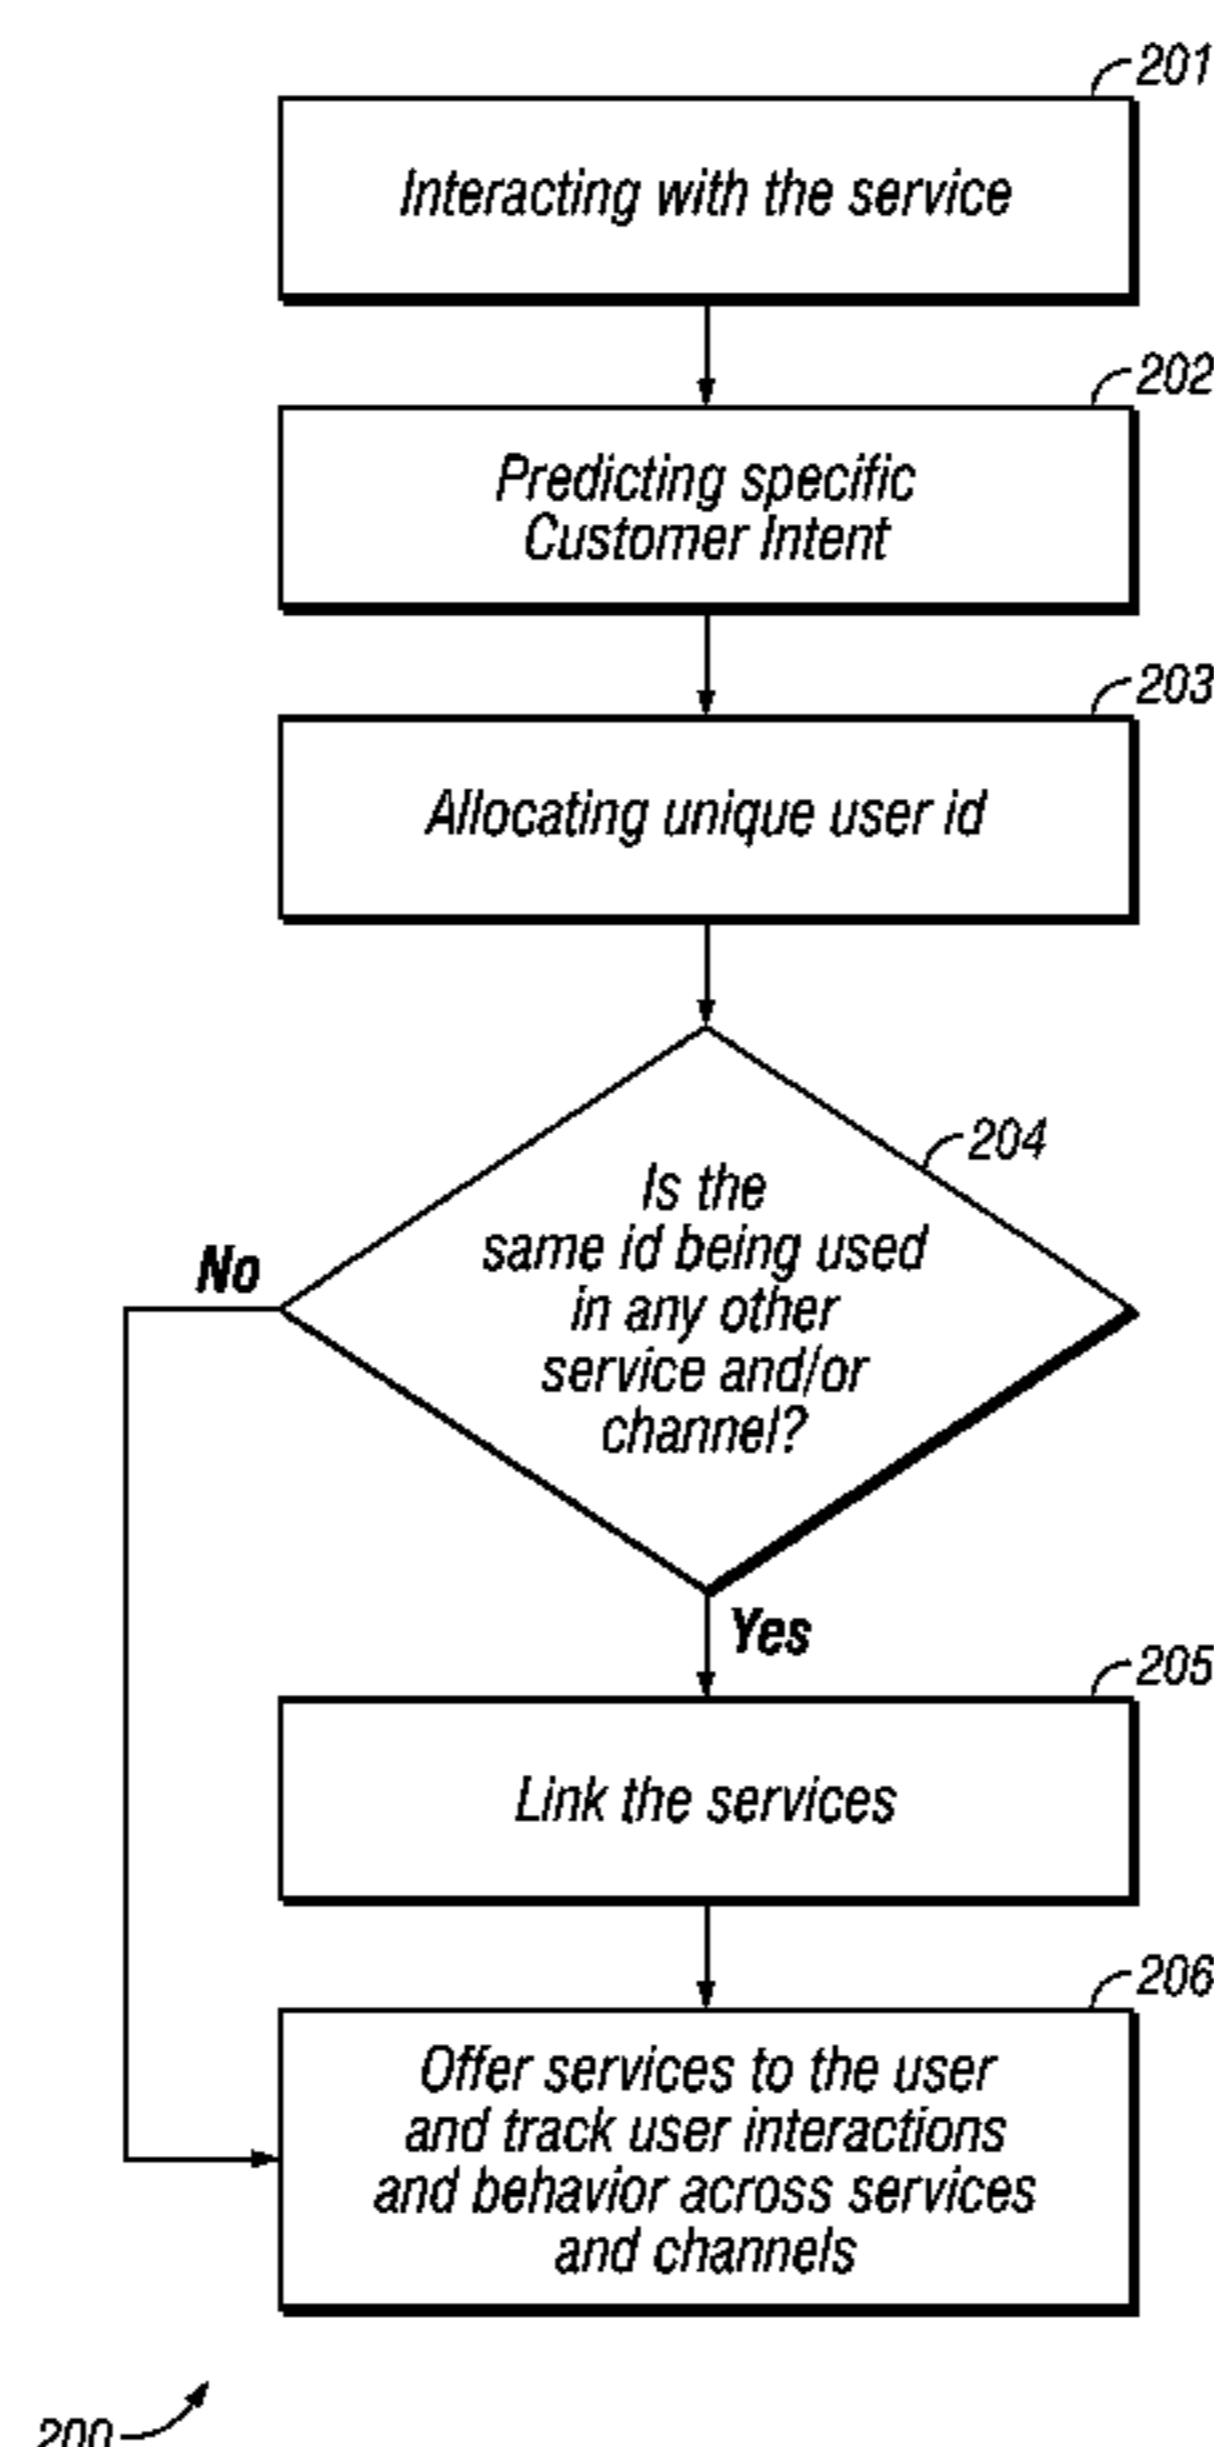 201
Interacting with the service
202
Predicting specific
Customer Intent
203
Allocating unique user id
204
Is the
same id being used
in any other
service and/or
channel?
No
Yes
205
Link the services
206
Offer services to the user
and track user interactions
and behavior across services
and channels
200